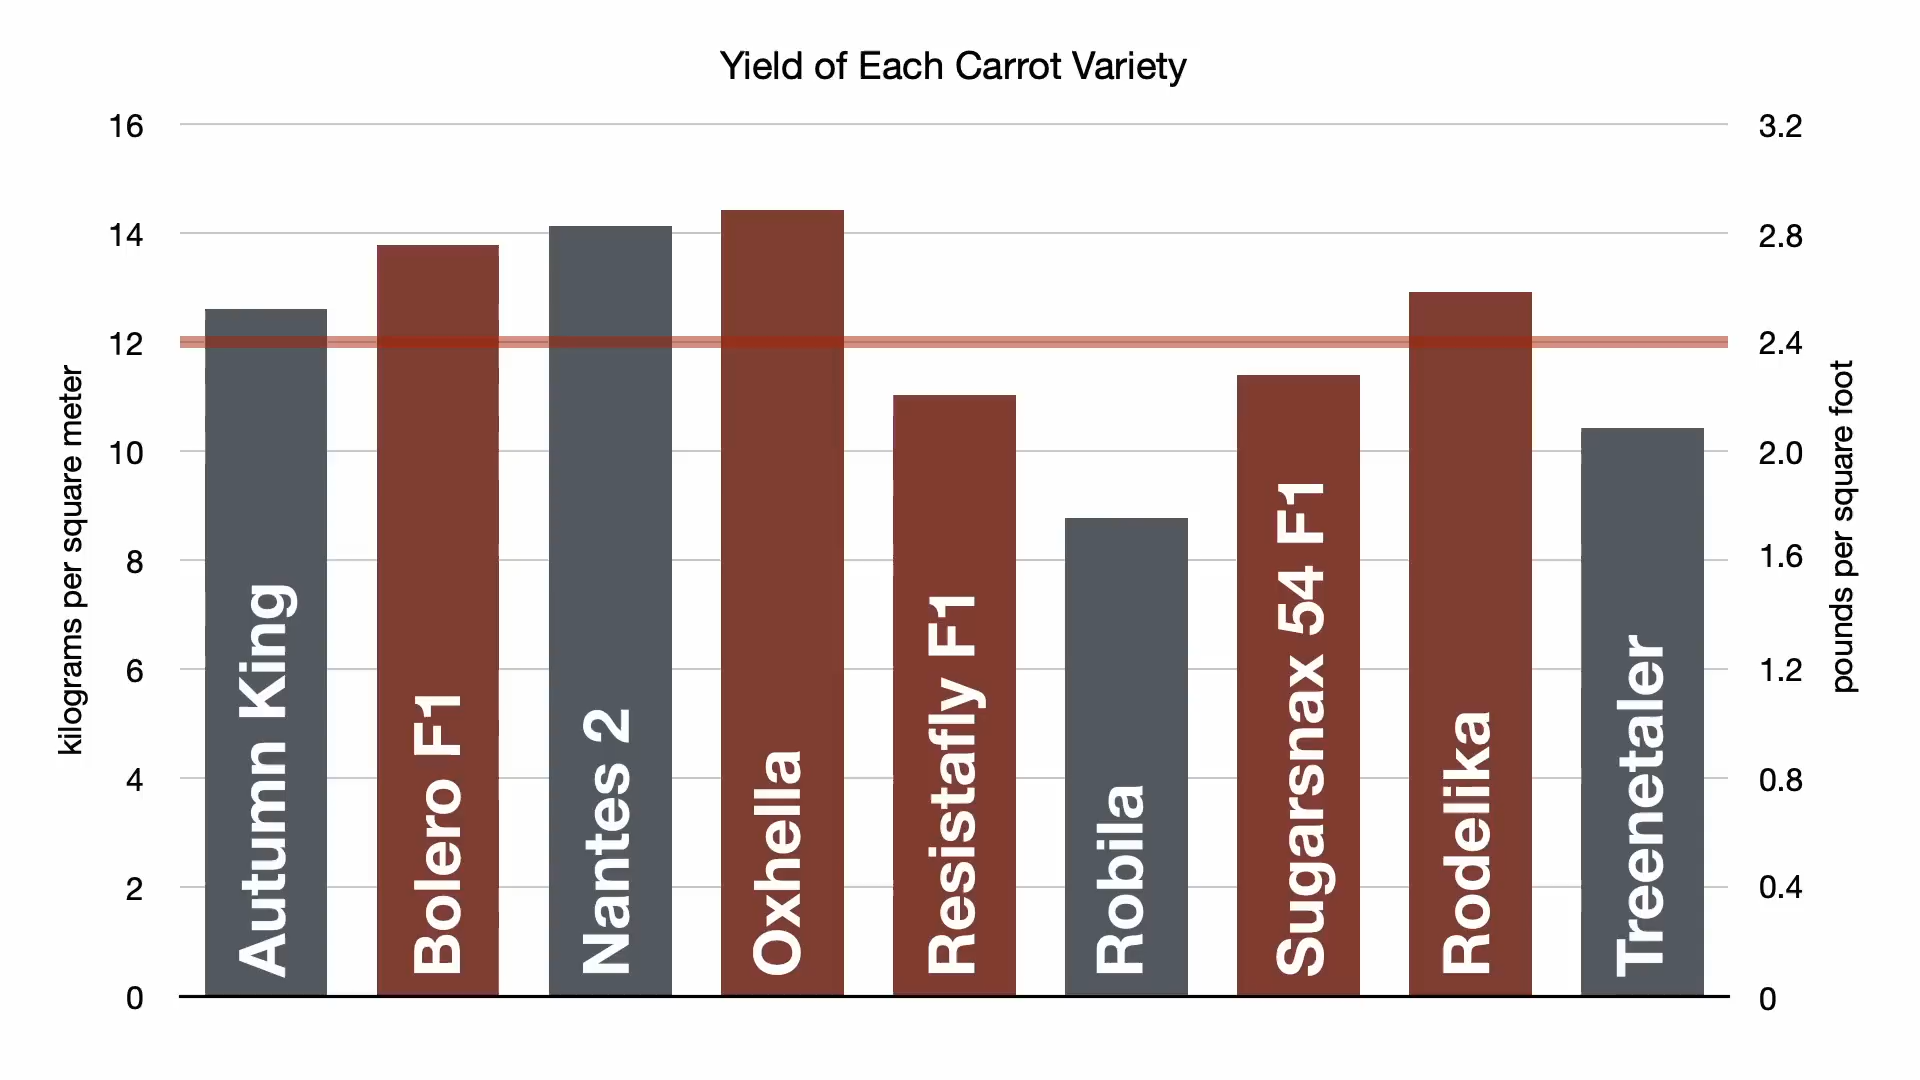 Yield of Each Carrot Variety
kilograms per square meter
16
14
12
10
8
6
4
2
0
Autumn King
Bolero F1
Nantes 2
Oxhella
Resistafly F1
Robila
Sugarsnax 54 F1
Rodelika
Treenetaler
3.2
2.8
2.4
2.0
1.6
1.2
0.8
0.4
0
pounds per square foot